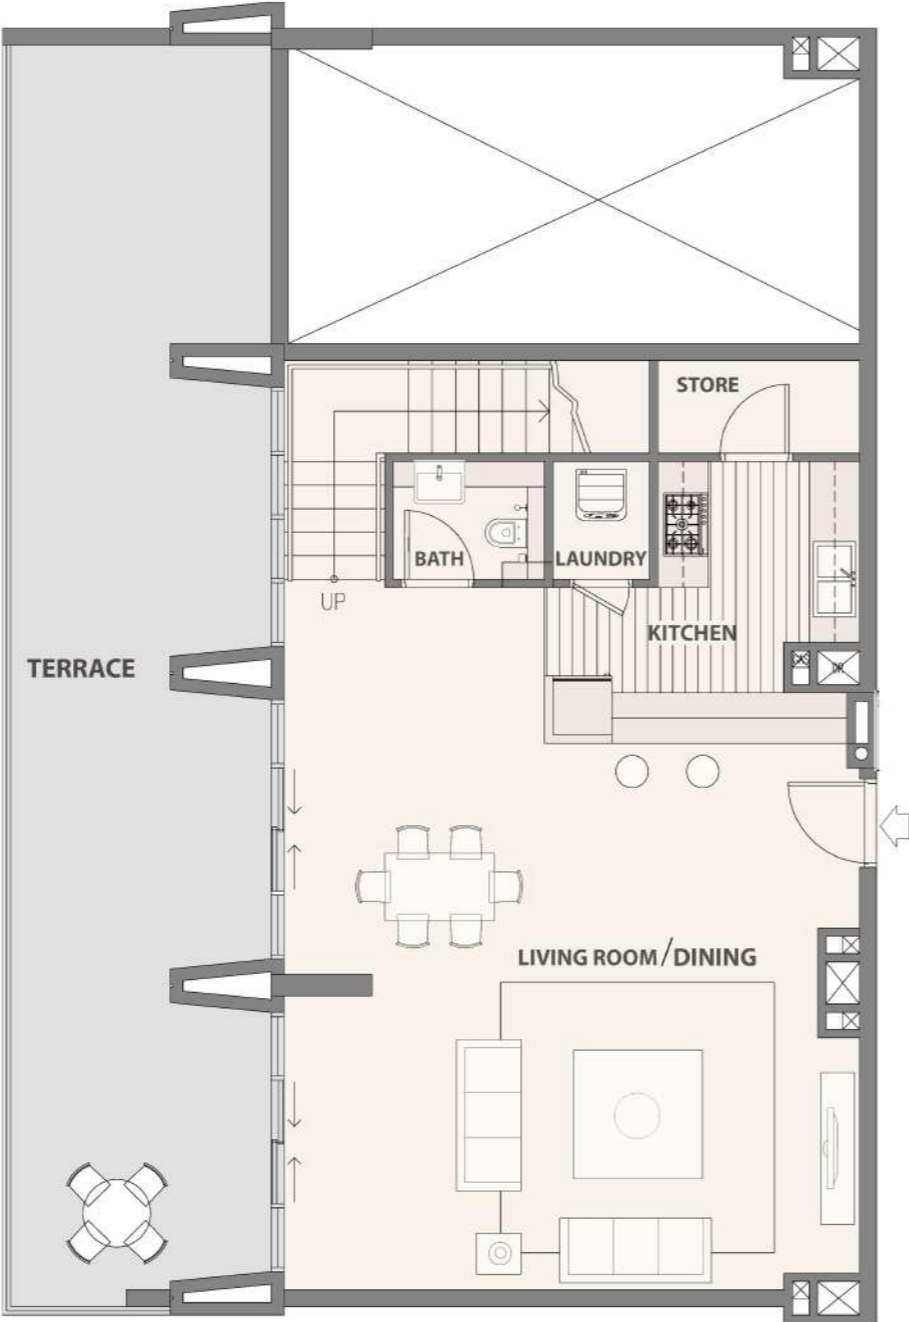 STORE
BATH
LAUNDRY
UP
KITCHEN
TERRACE
LIVING ROOM/DINING